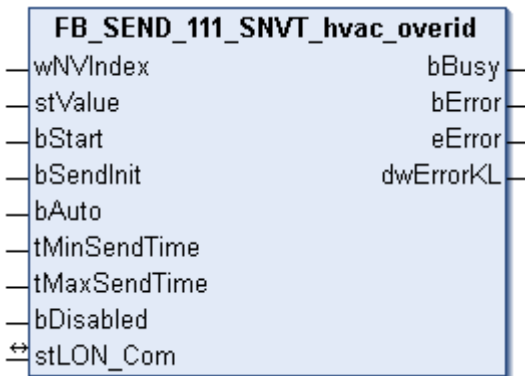 FB_SEND_111_SNVT_hvac_overid
wNVIndex bBusy
stValue bError
bStart eError
bSendInit dwErrorKL
bAuto
tMinSendTime
tMaxSendTime
bDisabled
stLON_Com